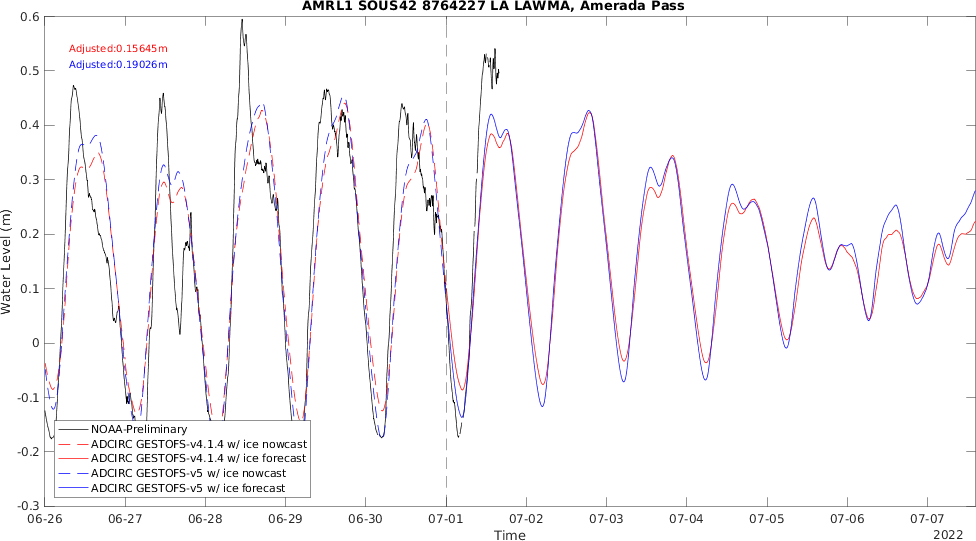 AMRL1 SOUS42 8764227 LA LAWMA, Amerada Pass
Adjusted:0.15645m
Adjusted:0.19026m
0.6
0.5
0.4
0.3
0.2
0.1
0
-0.1
-0.2
-0.3
Water Level (m)
NOAA-Preliminary
ADCIRC GESTOFS-v4.1.4 w/ ice nowcast
ADCIRC GESTOFS-v4.1.4 w/ ice forecast
ADCIRC GESTOFS-v5 w/ ice nowcast
ADCIRC GESTOFS-v5 w/ ice forecast
06-26 06-27 06-28 06-29 06-30 07-01 07-02 07-03 07-04 07-05 07-06 07-07
Time
2022